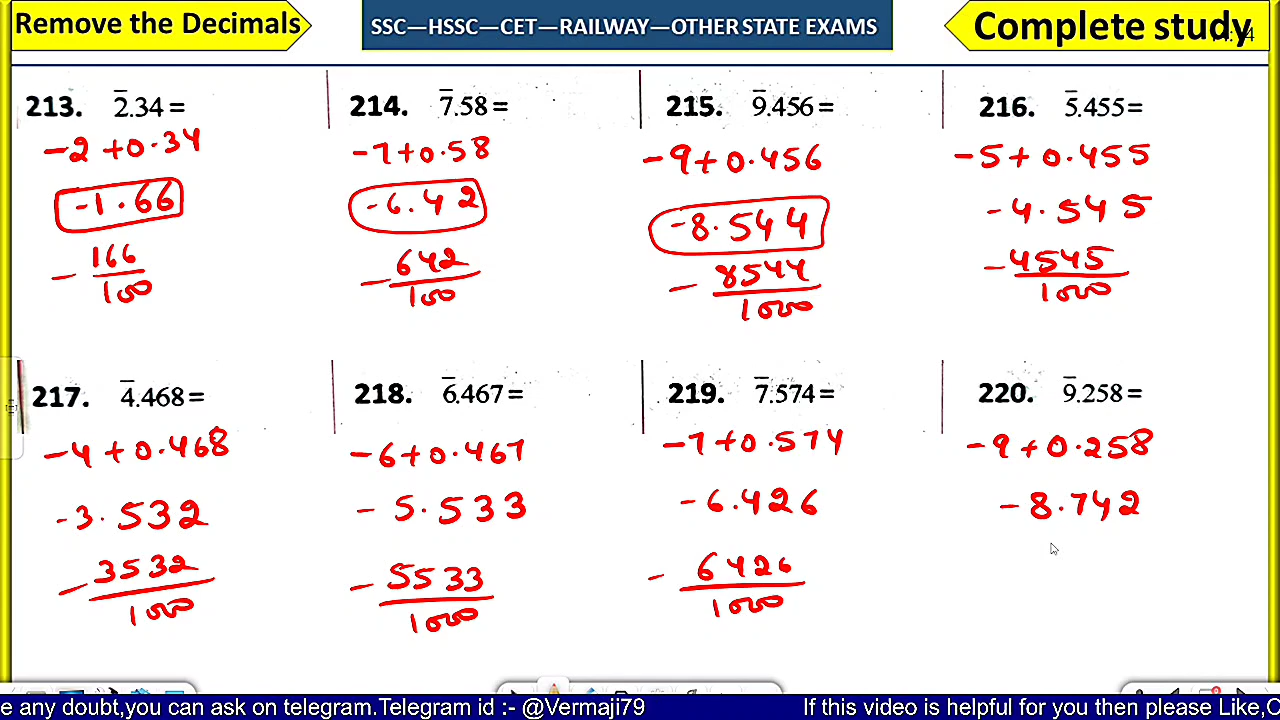 Remove the Decimals
SSC—HSSC—CET—RAILWAY—OTHER STATE EXAMS
Complete study
213. 2̅.34 =
-2 + 0.34
-1.66
- 166/100
214. 7̅.58 =
-7 + 0.58
-6.42
- 642/100
215. 9̅.456 =
-9 + 0.456
-8.544
- 8544/1000
216. 5̅.455 =
-5 + 0.455
-4.545
- 4545/1000
217. 4̅.468 =
-4 + 0.468
-3.532
- 3532/1000
218. 6̅.467 =
-6 + 0.467
-5.533
- 5533/1000
219. 7̅.574 =
-7 + 0.574
-6.426
- 6426/1000
220. 9̅.258 =
-9 + 0.258
-8.742
e any doubt,you can ask on telegram.Telegram id :- @Vermaji79
If this video is helpful for you then please Like,C